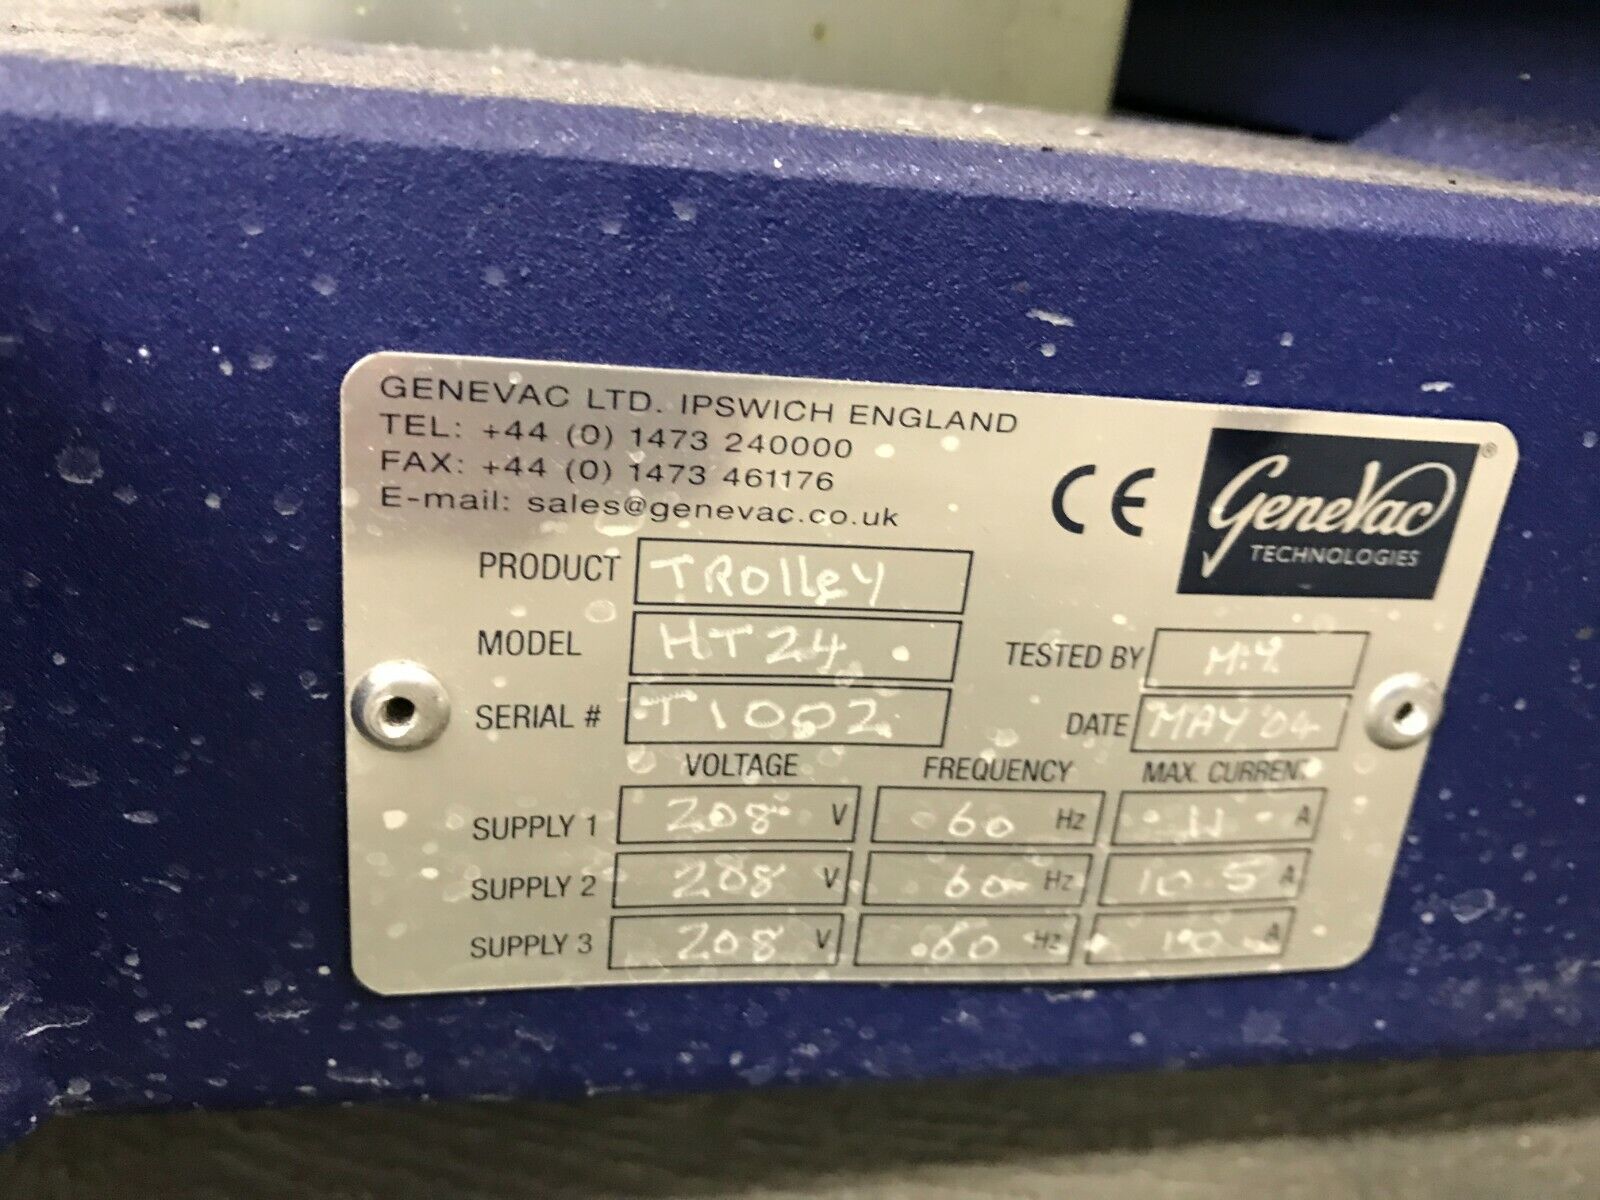 GENEVAC LTD. IPSWICH ENGLAND
TEL: +44 (0) 1473 240000
FAX: +44 (0) 1473 461176
E-mail: sales@genevac.co.uk
CE
GeneVac®
TECHNOLOGIES
PRODUCT TROlleY
MODEL HT24 TESTED BY
SERIAL # T1002 DATE MAY '04
VOLTAGE FREQUENCY MAX. CURRENT
SUPPLY 1 208 V 60 Hz 11 A
SUPPLY 2 208 V 60 Hz 10.5 A
SUPPLY 3 208 V 60 Hz 10 A